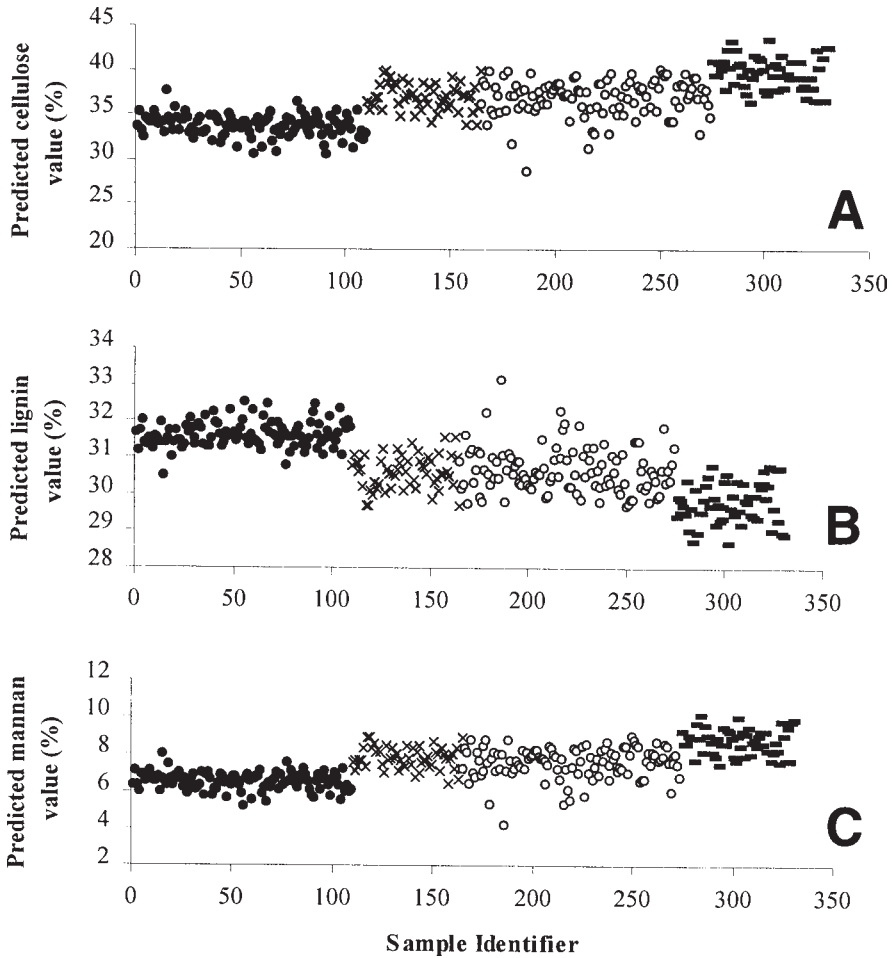 Predicted cellulose
value (%)
45
40
35
30
25
20
0 50 100 150 200 250 300 350
A
Predicted lignin
value (%)
34
33
32
31
30
29
28
0 50 100 150 200 250 300 350
B
Predicted mannan
value (%)
12
10
8
6
4
2
0 50 100 150 200 250 300 350
C
Sample Identifier